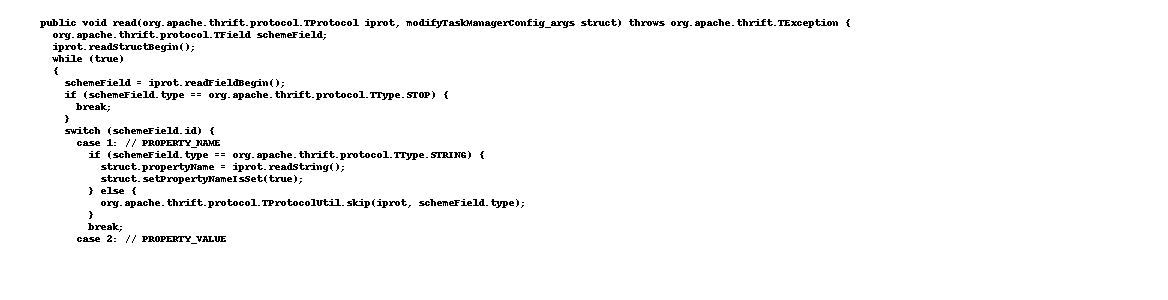 public void read(org.apache.thrift.protocol.TProtocol iprot, modifyTaskManagerConfig_args struct) throws org.apache.thrift.TException {
org.apache.thrift.protocol.TField schemeField;
iprot.readStructBegin();
while (true)
{
schemeField = iprot.readFieldBegin();
if (schemeField.type == org.apache.thrift.protocol.TType.STOP) {
break;
}
switch (schemeField.id) {
case 1: // PROPERTY_NAME
if (schemeField.type == org.apache.thrift.protocol.TType.STRING) {
struct.propertyName = iprot.readString();
struct.setPropertyNameIsSet(true);
} else {
org.apache.thrift.protocol.TProtocolUtil.skip(iprot, schemeField.type);
}
break;
case 2: // PROPERTY_VALUE